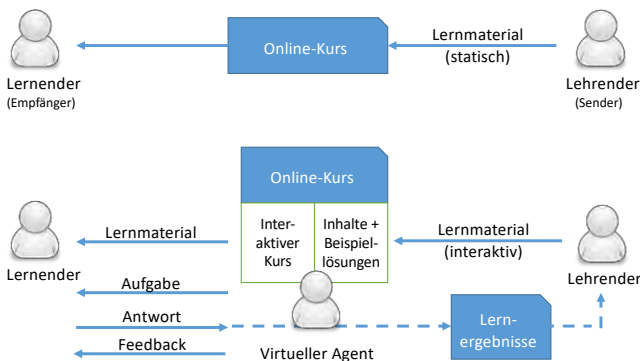 Online-Kurs
Lernmaterial
(statisch)
Lernender
(Empfänger)
Lehrender
(Sender)
Online-Kurs
Inter-
aktiver
Kurs
Inhalte +
Beispiel-
lösungen
Lernmaterial
Lernmaterial
(interaktiv)
Lernender
Lehrender
Aufgabe
Antwort
Feedback
Virtueller Agent
Lern-
ergebnisse